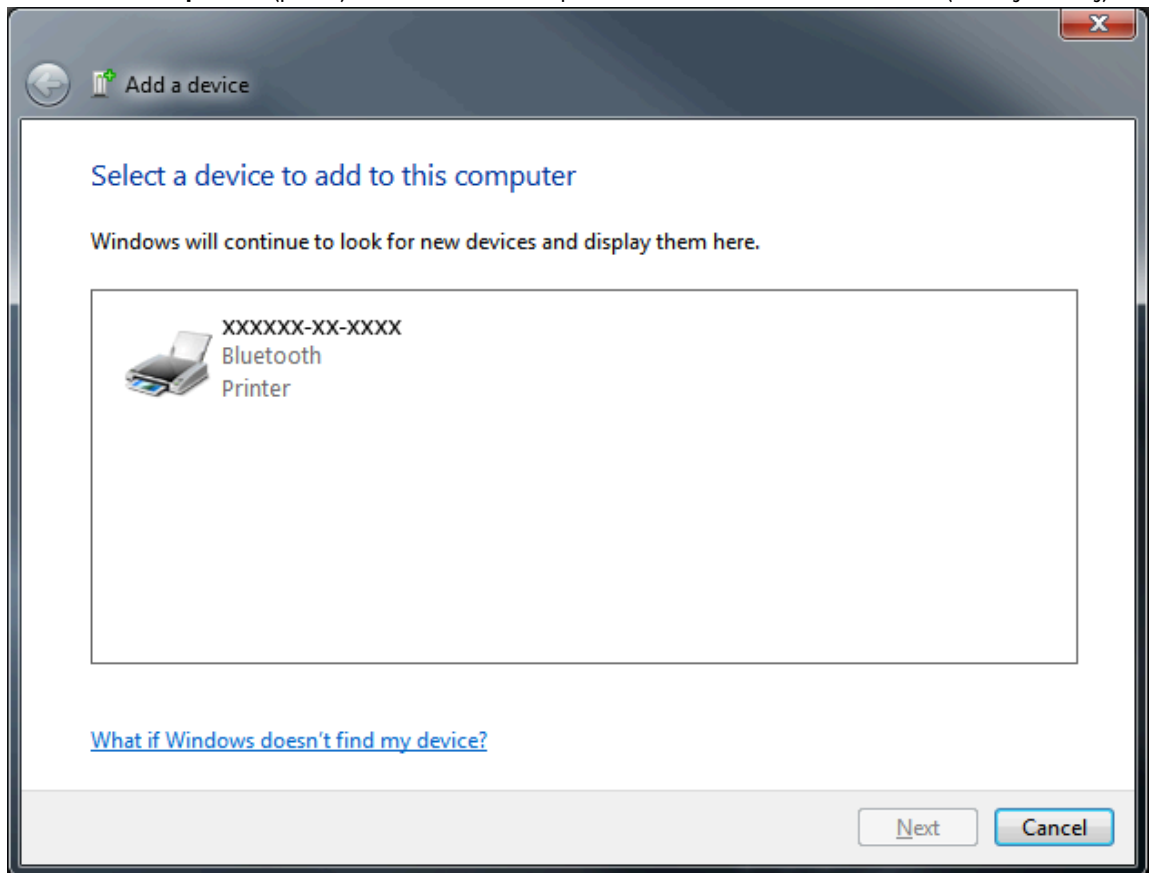 Add a device
Select a device to add to this computer
Windows will continue to look for new devices and display them here.
XXXXXX-XX-XXXX
Bluetooth
Printer
What if Windows doesn't find my device?
Next
Cancel